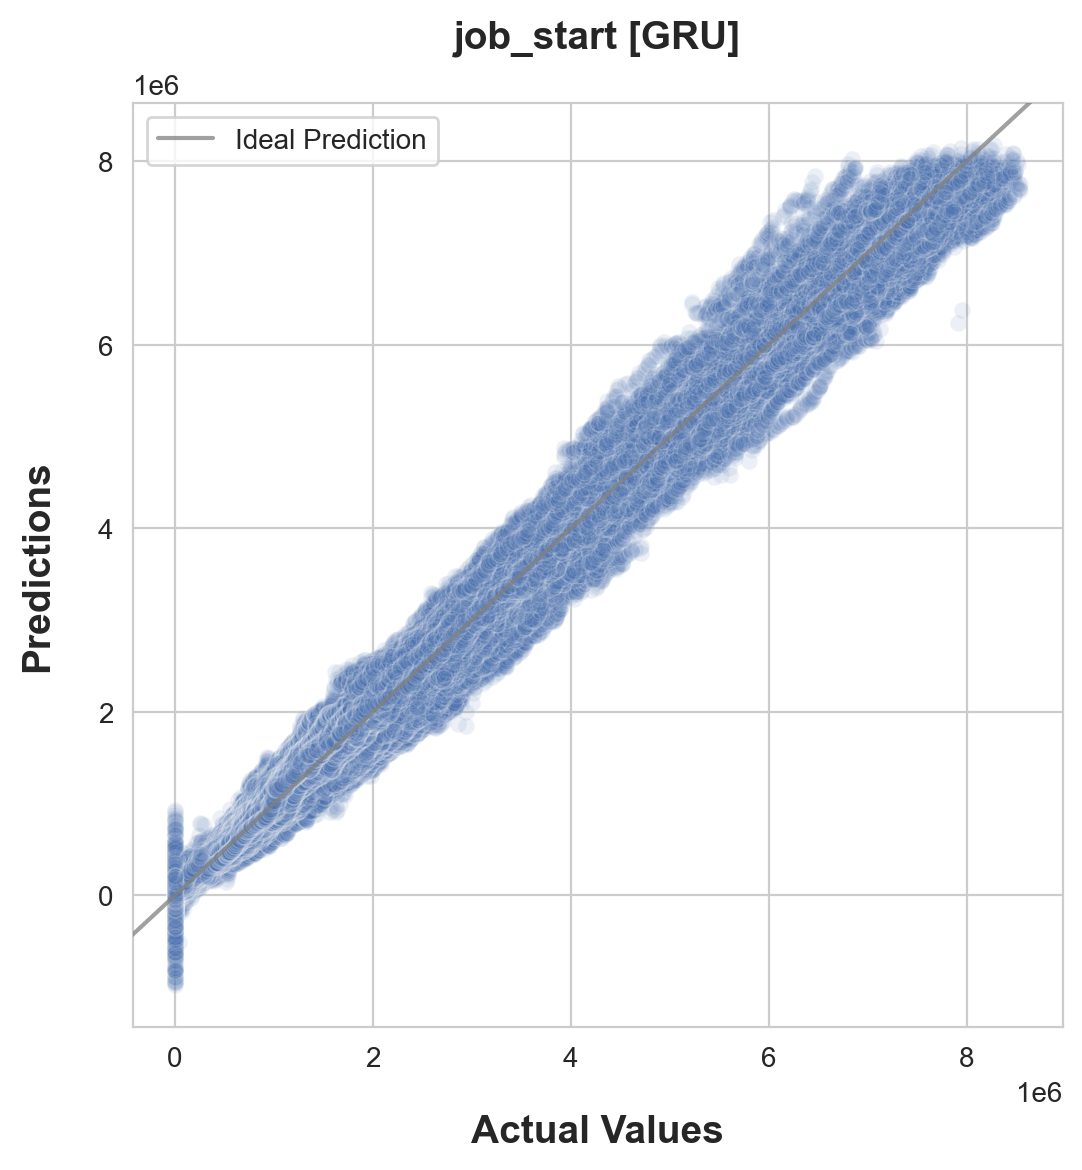 job_start [GRU]
1e6
Ideal Prediction
8
6
4
2
0
Predictions
0 2 4 6 8
1e6
Actual Values